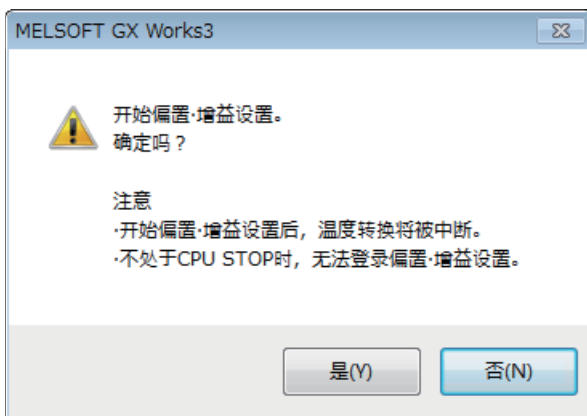 MELSOFT GX Works3
开始偏置·增益设置。
确定吗？
注意
·开始偏置·增益设置后，温度转换将被中断。
·不处于CPU STOP时，无法登录偏置·增益设置。
是(Y)
否(N)